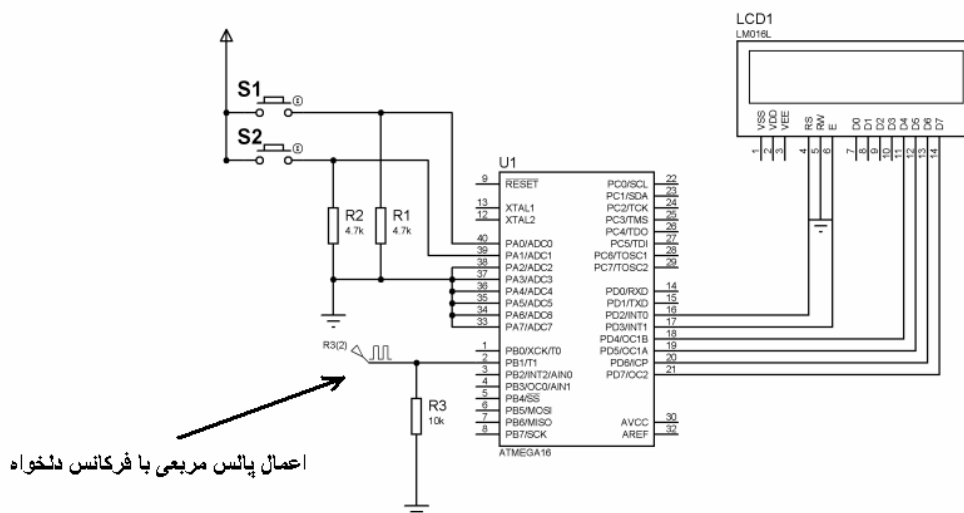 LCD1
LM016L
VSS
VDD
VEE
RS
RW
E
D0
D1
D2
D3
D4
D5
D6
D7
1
2
3
4
5
6
7
8
9
10
11
12
13
14
S1
S2
R2
4.7k
R1
4.7k
U1
9 RESET
13 XTAL1
12 XTAL2
40 PA0/ADC0
39 PA1/ADC1
38 PA2/ADC2
37 PA3/ADC3
36 PA4/ADC4
35 PA5/ADC5
34 PA6/ADC6
33 PA7/ADC7
1 PB0/XCK/T0
2 PB1/T1
3 PB2/INT2/AIN0
4 PB3/OC0/AIN1
5 PB4/SS
6 PB5/MOSI
7 PB6/MISO
8 PB7/SCK
PC0/SCL 22
PC1/SDA 23
PC2/TCK 24
PC3/TMS 25
PC4/TDO 26
PC5/TDI 27
PC6/TOSC1 28
PC7/TOSC2 29
PD0/RXD 14
PD1/TXD 15
PD2/INT0 16
PD3/INT1 17
PD4/OC1B 18
PD5/OC1A 19
PD6/ICP 20
PD7/OC2 21
AVCC 30
AREF 32
ATMEGA16
R3(2)
R3
10k
اعمال پالس مربعی با فرکانس دلخواه